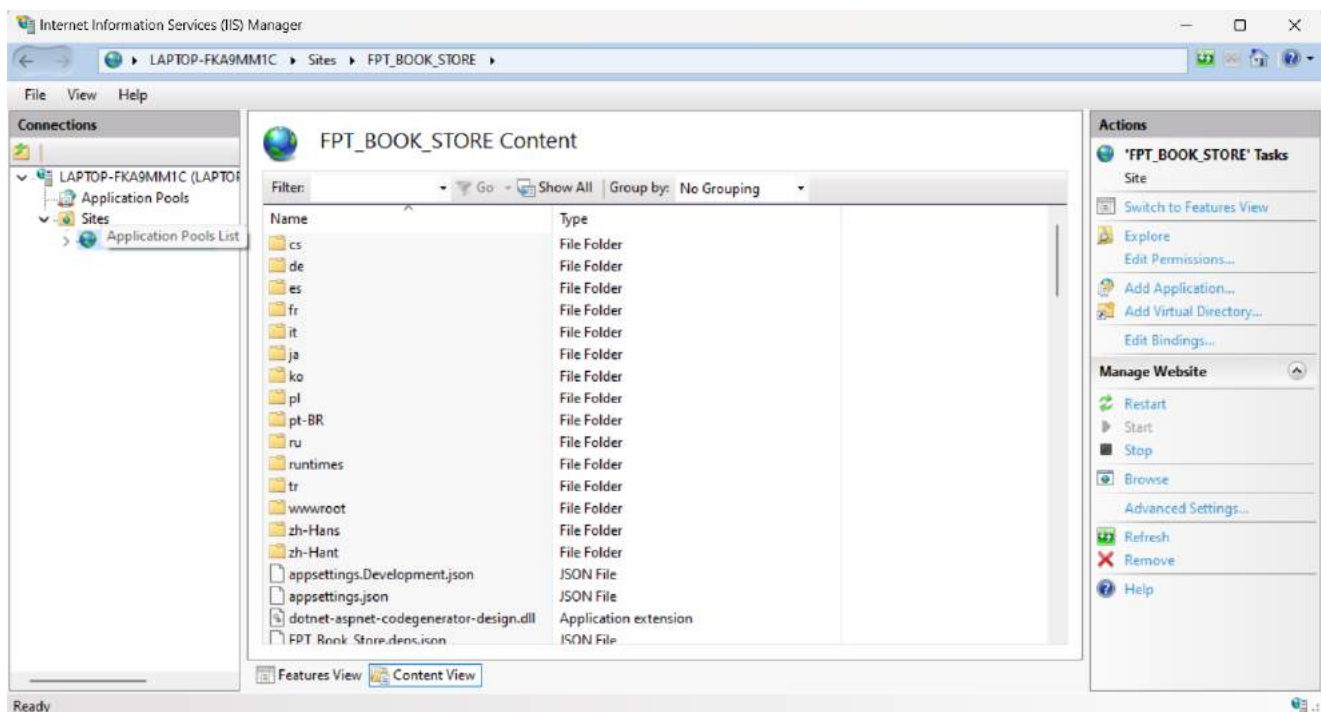 Internet Information Services (IIS) Manager
LAPTOP-FKA9MM1C Sites FPT_BOOK_STORE
File View Help
Connections
LAPTOP-FKA9MM1C (LAPTOP
Application Pools
Sites
Application Pools List
FPT_BOOK_STORE Content
Filter: Go Show All Group by: No Grouping
Name Type
cs File Folder
de File Folder
es File Folder
fr File Folder
it File Folder
ja File Folder
ko File Folder
pl File Folder
pt-BR File Folder
ru File Folder
runtimes File Folder
tr File Folder
wwwroot File Folder
zh-Hans File Folder
zh-Hant File Folder
appsettings.Development.json JSON File
appsettings.json JSON File
dotnet-aspnet-codegenerator-design.dll Application extension
FPT_Book_Store.deps.json JSON File
Features View Content View
Actions
'FPT_BOOK_STORE' Tasks
Site
Switch to Features View
Explore
Edit Permissions...
Add Application...
Add Virtual Directory...
Edit Bindings...
Manage Website
Restart
Start
Stop
Browse
Advanced Settings...
Refresh
Remove
Help
Ready